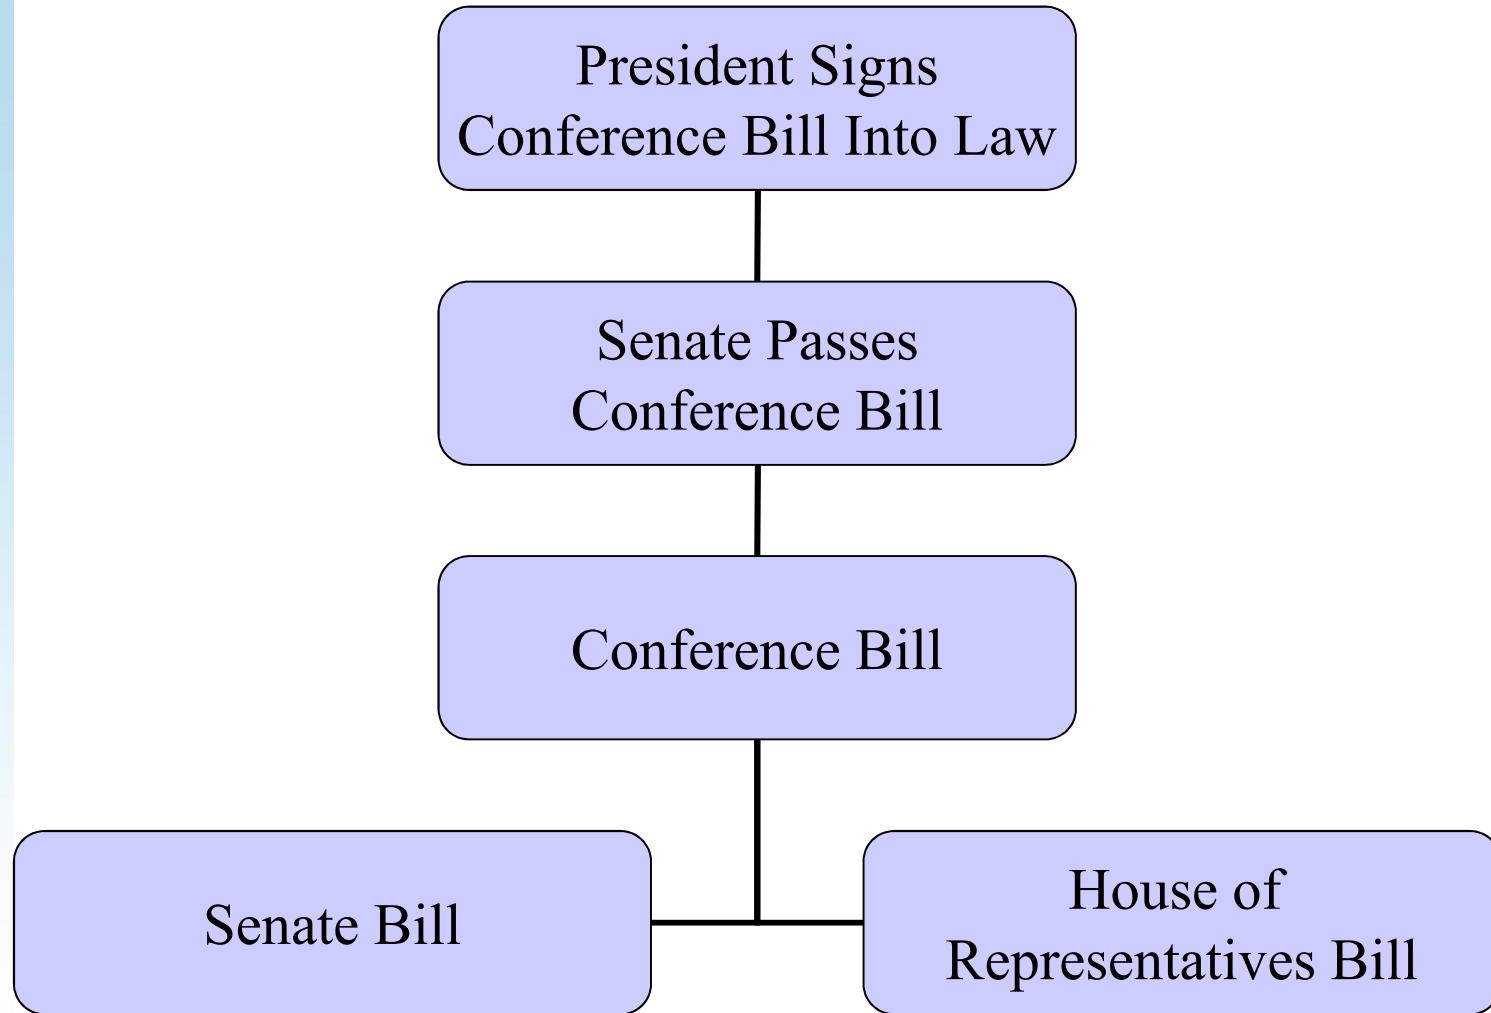 President Signs
Conference Bill Into Law
Senate Passes
Conference Bill
Conference Bill
Senate Bill
House of
Representatives Bill